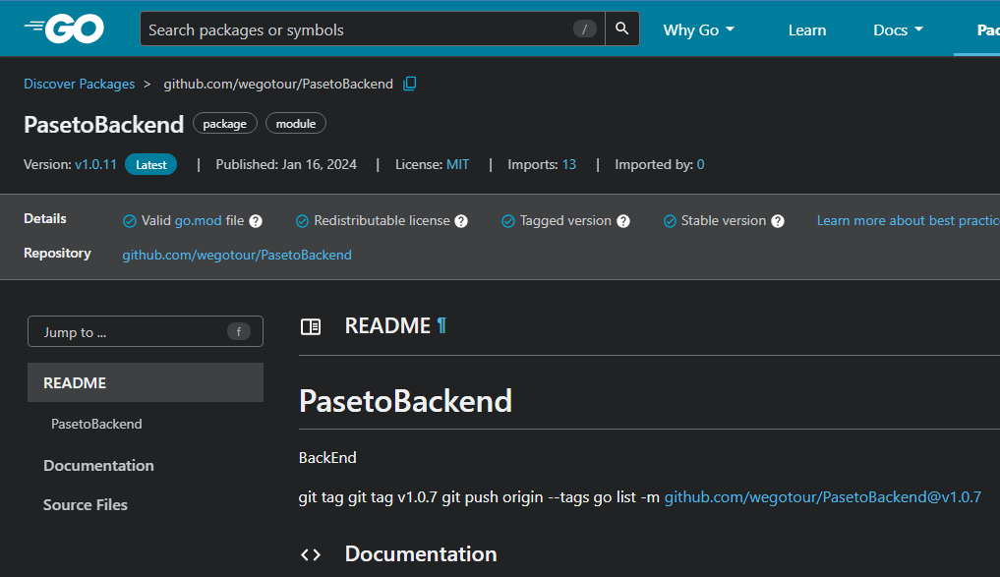 GO
Search packages or symbols /
Why Go Learn Docs
Discover Packages > github.com/wegotour/PasetoBackend
PasetoBackend package module
Version: v1.0.11 Latest | Published: Jan 16, 2024 | License: MIT | Imports: 13 | Imported by: 0
Details Valid go.mod file ? Redistributable license ? Tagged version ? Stable version ? Learn more about best
Repository github.com/wegotour/PasetoBackend
Jump to ... f
README ¶
README
PasetoBackend
PasetoBackend
Documentation
Source Files
BackEnd
git tag git tag v1.0.7 git push origin --tags go list -m github.com/wegotour/PasetoBackend@v1.0.7
<> Documentation